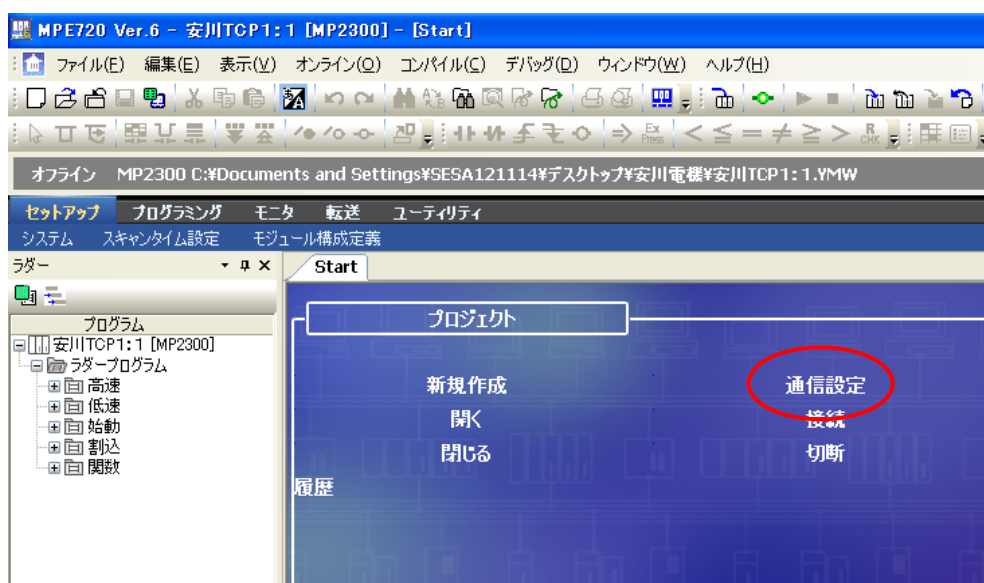 MPE720 Ver.6 - 安川TCP1:1 [MP2300] - [Start]
ファイル(F) 編集(E) 表示(V) オンライン(O) コンパイル(C) デバッグ(D) ウィンドウ(W) ヘルプ(H)
オフライン MP2300 C:¥Documents and Settings¥SESA121114¥デスクトップ¥安川電機¥安川TCP1:1.YMW
セットアップ プログラミング モニタ 転送 ユーティリティ
システム スキャンタイム設定 モジュール構成定義
ラダー
Start
プログラム
安川TCP1:1 [MP2300]
ラダープログラム
高速
低速
始動
割込
関数
プロジェクト
新規作成 通信設定
開く 接続
閉じる 切断
履歴